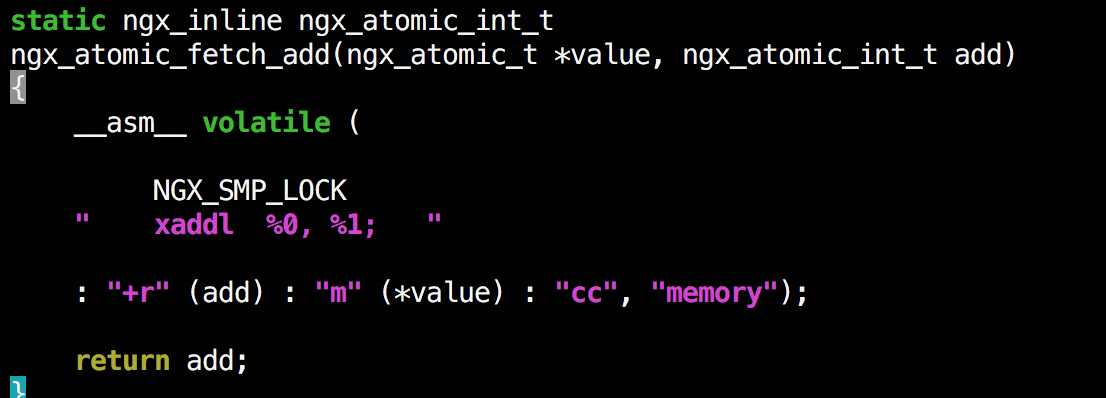 static ngx_inline ngx_atomic_int_t
ngx_atomic_fetch_add(ngx_atomic_t *value, ngx_atomic_int_t add)
{
    __asm__ volatile (

         NGX_SMP_LOCK
    "    xaddl  %0, %1;   "

    : "+r" (add) : "m" (*value) : "cc", "memory");

    return add;
}